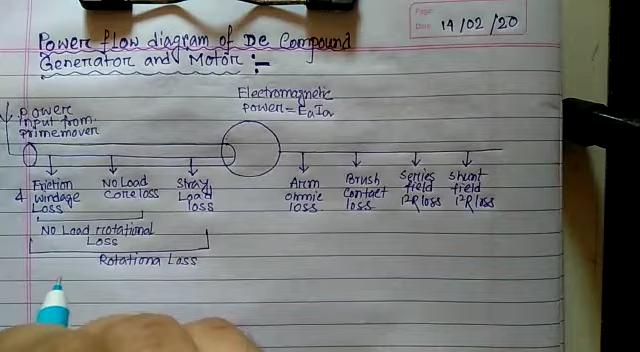 Page:
Date: 14/02/20
Power flow diagram of Dc Compound
Generator and Motor :-
Power
input from
primemover
Electromagnetic
power = EaIa
Friction
windage
Loss
No Load
Core loss
Stray
Load
loss
Arm
ohmic
loss
Brush
Contact
loss
Series
field
I²R loss
Shunt
field
I²R loss
No Load rotational
Loss
Rotationa Loss